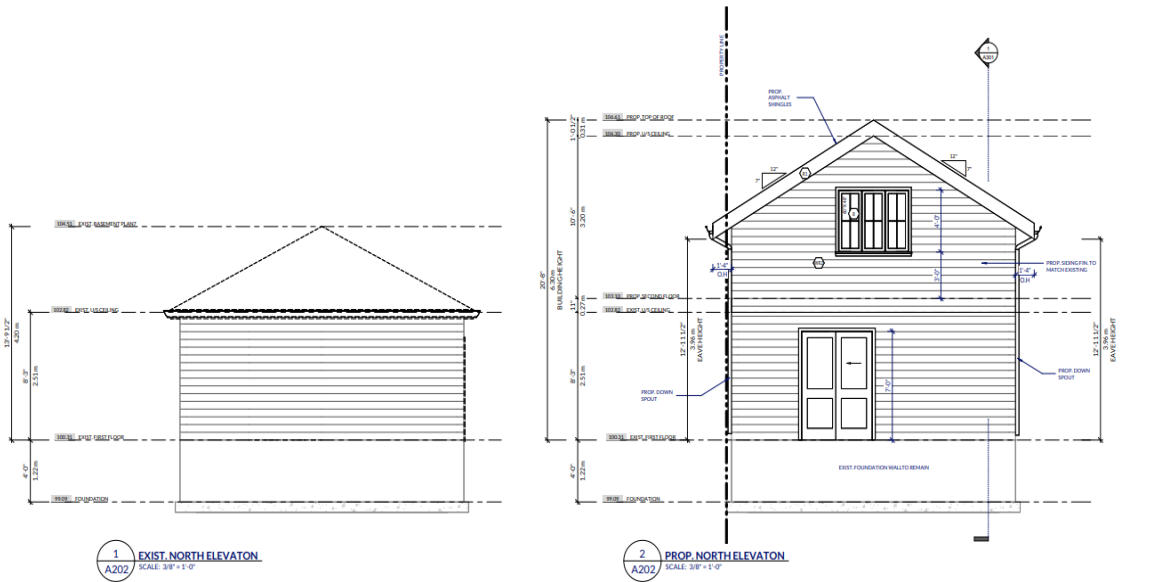 104.51 EXIST. BASEMENT PLANT
102.82 EXIST. U/S CEILING
100.31 EXIST. FIRST FLOOR
99.09 FOUNDATION
13'-9 1/2"
4.20 m
8'-3"
2.51 m
4'-0"
1.22 m
1
A202
EXIST. NORTH ELEVATON
SCALE: 3/8" = 1'-0"
PROPERTY LINE
1
A301
PROP.
ASPHALT
SHINGLES
106.61 PROP. TOP OF ROOF
106.30 PROP. U/S CEILING
1'-0 1/2"
0.31 m
10'-6"
3.20 m
20'-8"
6.30 m
BUILDING HEIGHT
12"
7"
12"
7"
4'-0"
3'-0"
1'-4"
O.H
1'-4"
O.H
PROP. SIDING FIN. TO
MATCH EXISTING
PROP. SECOND FLOOR
102.82 EXIST. U/S CEILING
11"
0.27 m
12'-11 1/2"
3.96 m
EAVE HEIGHT
12'-11 1/2"
3.96 m
EAVE HEIGHT
8'-3"
2.51 m
7'-0"
PROP. DOWN
SPOUT
PROP. DOWN
SPOUT
100.31 EXIST. FIRST FLOOR
EXIST. FOUNDATION WALL TO REMAIN
4'-0"
1.22 m
99.09 FOUNDATION
2
A202
PROP. NORTH ELEVATON
SCALE: 3/8" = 1'-0"